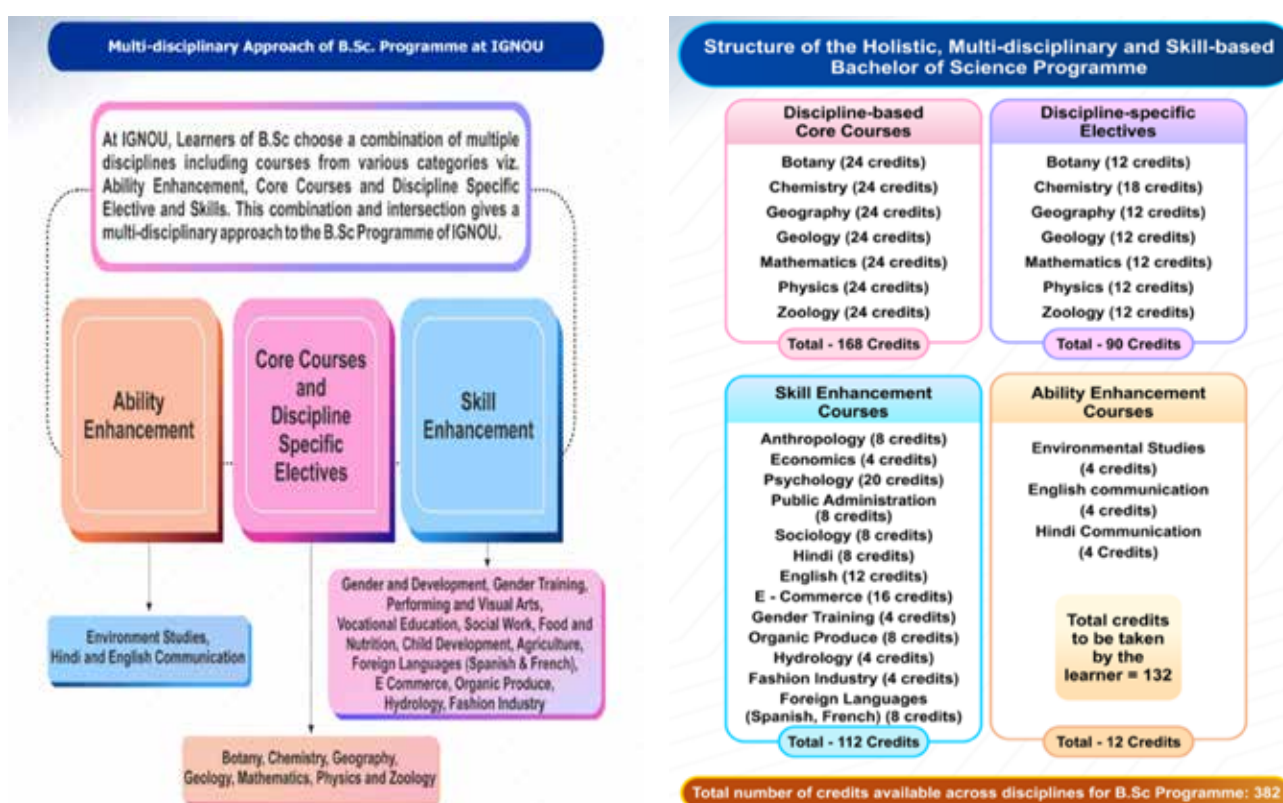 Multi-disciplinary Approach of B.Sc. Programme at IGNOU
At IGNOU, Learners of B.Sc choose a combination of multiple
disciplines including courses from various categories viz.
Ability Enhancement, Core Courses and Discipline Specific
Elective and Skills. This combination and intersection gives a
multi-disciplinary approach to the B.Sc Programme of IGNOU.
Ability
Enhancement
Core Courses
and
Discipline
Specific
Electives
Skill
Enhancement
Environment Studies,
Hindi and English Communication
Gender and Development, Gender Training,
Performing and Visual Arts,
Vocational Education, Social Work, Food and
Nutrition, Child Development, Agriculture,
Foreign Languages (Spanish & French),
E Commerce, Organic Produce,
Hydrology, Fashion Industry
Botany, Chemistry, Geography,
Geology, Mathematics, Physics and Zoology
Structure of the Holistic, Multi-disciplinary and Skill-based
Bachelor of Science Programme
Discipline-based
Core Courses
Botany (24 credits)
Chemistry (24 credits)
Geography (24 credits)
Geology (24 credits)
Mathematics (24 credits)
Physics (24 credits)
Zoology (24 credits)
Total - 168 Credits
Discipline-specific
Electives
Botany (12 credits)
Chemistry (18 credits)
Geography (12 credits)
Geology (12 credits)
Mathematics (12 credits)
Physics (12 credits)
Zoology (12 credits)
Total - 90 Credits
Skill Enhancement
Courses
Anthropology (8 credits)
Economics (4 credits)
Psychology (20 credits)
Public Administration
(8 credits)
Sociology (8 credits)
Hindi (8 credits)
English (12 credits)
E - Commerce (16 credits)
Gender Training (4 credits)
Organic Produce (8 credits)
Hydrology (4 credits)
Fashion Industry (4 credits)
Foreign Languages
(Spanish, French) (8 credits)
Total - 112 Credits
Ability Enhancement
Courses
Environmental Studies
(4 credits)
English communication
(4 credits)
Hindi Communication
(4 Credits)
Total credits
to be taken
by the
learner = 132
Total - 12 Credits
Total number of credits available across disciplines for B.Sc Programme: 382